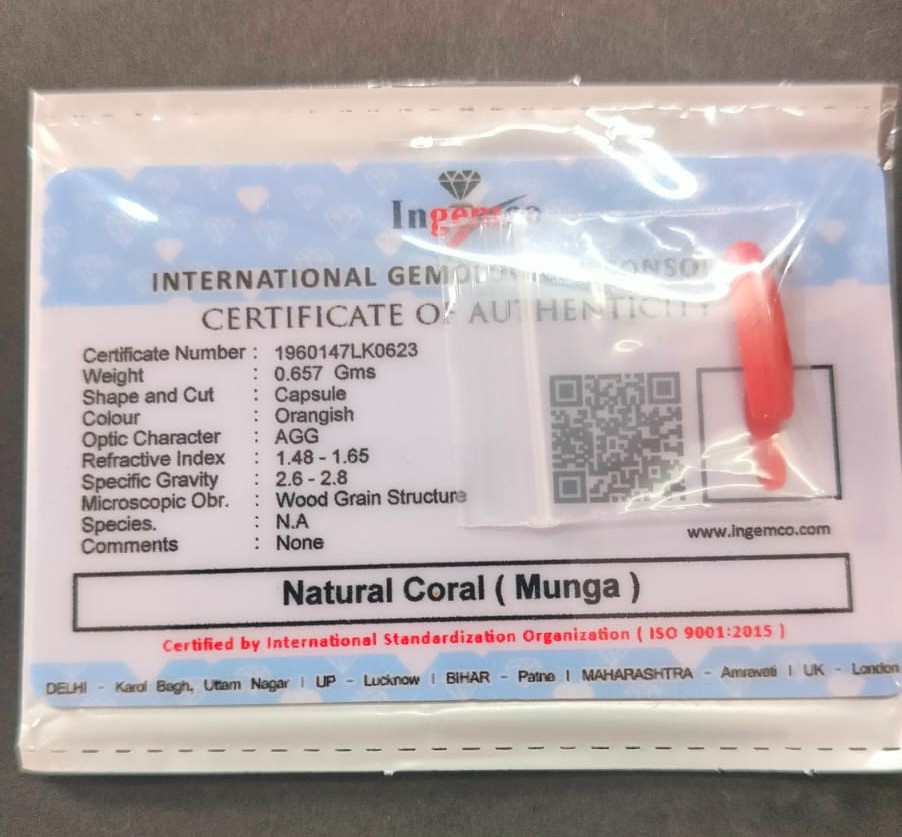 Ingemco
INTERNATIONAL GEMOLOGICAL CONSO
CERTIFICATE OF AUTHENTICITY
Certificate Number : 1960147LK0623
Weight : 0.657 Gms
Shape and Cut : Capsule
Colour : Orangish
Optic Character : AGG
Refractive Index : 1.48 - 1.65
Specific Gravity : 2.6 - 2.8
Microscopic Obr. : Wood Grain Structure
Species. : N.A
Comments : None
www.ingemco.com
Natural Coral ( Munga )
Certified by International Standardization Organization ( ISO 9001:2015 )
DELHI - Karol Bagh, Uttam Nagar | UP - Lucknow | BIHAR - Patna | MAHARASHTRA - Amravati | UK - London